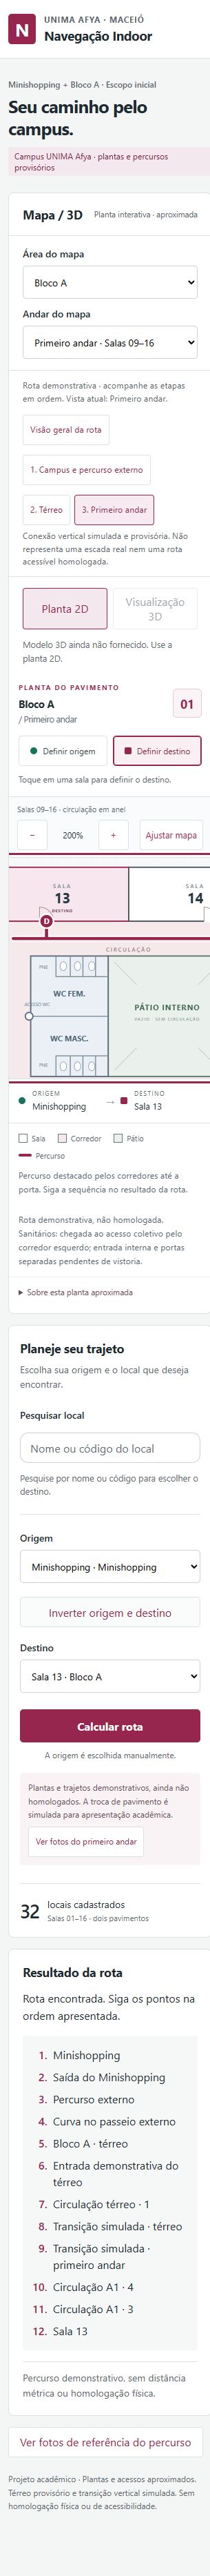 N
UNIMA AFYA · MACEIÓ
Navegação Indoor
Minishopping + Bloco A · Escopo inicial
Seu caminho pelo
campus.
Campus UNIMA Afya · plantas e percursos
provisórios
Mapa / 3D
Planta interativa · aproximada
Área do mapa
Bloco A
Andar do mapa
Primeiro andar · Salas 09–16
Rota demonstrativa · acompanhe as etapas
em ordem. Vista atual: Primeiro andar.
Visão geral da rota
1. Campus e percurso externo
2. Térreo
3. Primeiro andar
Conexão vertical simulada e provisória. Não
representa uma escada real nem uma rota
acessível homologada.
Planta 2D
Visualização
3D
Modelo 3D ainda não fornecido. Use a
planta 2D.
PLANTA DO PAVIMENTO
Bloco A
/ Primeiro andar
01
Definir origem
Definir destino
Toque em uma sala para definir o destino.
Salas 09–16 · circulação em anel
−
200%
+
Ajustar mapa
SALA
13
DESTINO
D
SALA
14
CIRCULAÇÃO
PNE
WC FEM.
ACESSO WC
WC MASC.
PNE
PÁTIO INTERNO
VAZIO · SEM CIRCULAÇÃO
ORIGEM
Minishopping
→
DESTINO
Sala 13
Sala
Corredor
Pátio
Percurso
Percurso destacado pelos corredores até a
porta. Siga a sequência no resultado da rota.
Rota demonstrativa, não homologada.
Sanitários: chegada ao acesso coletivo pelo
corredor esquerdo; entrada interna e portas
separadas pendentes de vistoria.
Sobre esta planta aproximada
Planeje seu trajeto
Escolha sua origem e o local que deseja
encontrar.
Pesquisar local
Nome ou código do local
Pesquise por nome ou código para escolher o
destino.
Origem
Minishopping · Minishopping
Inverter origem e destino
Destino
Sala 13 · Bloco A
Calcular rota
A origem é escolhida manualmente.
Plantas e trajetos demonstrativos, ainda não
homologados. A troca de pavimento é
simulada para apresentação acadêmica.
Ver fotos do primeiro andar
32
locais cadastrados
Salas 01–16 · dois pavimentos
Resultado da rota
Rota encontrada. Siga os pontos na
ordem apresentada.
1. Minishopping
2. Saída do Minishopping
3. Percurso externo
4. Curva no passeio externo
5. Bloco A · térreo
6. Entrada demonstrativa do
térreo
7. Circulação térreo · 1
8. Transição simulada · térreo
9. Transição simulada ·
primeiro andar
10. Circulação A1 · 4
11. Circulação A1 · 3
12. Sala 13
Percurso demonstrativo, sem distância
métrica ou homologação física.
Ver fotos de referência do percurso
Projeto acadêmico · Plantas e acessos aproximados.
Térreo provisório e transição vertical simulada. Sem
homologação física ou de acessibilidade.